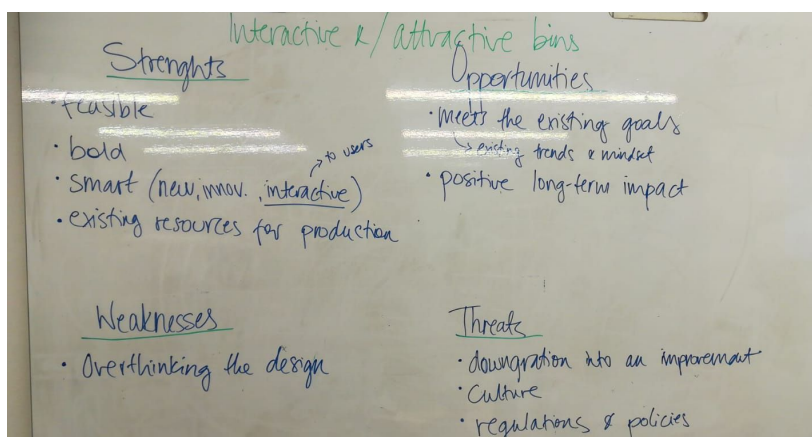 Interactive & / attractive bins
Strenghts
• feasible
• bold
• smart (new, innov., interactive) → to users
• existing resources for production
Opportunities
• meets the existing goals
↳ existing trends & mindset
• positive long-term impact
Weaknesses
• Overthinking the design
Threats
• downgration into an improvement
• Culture
• regulations & policies